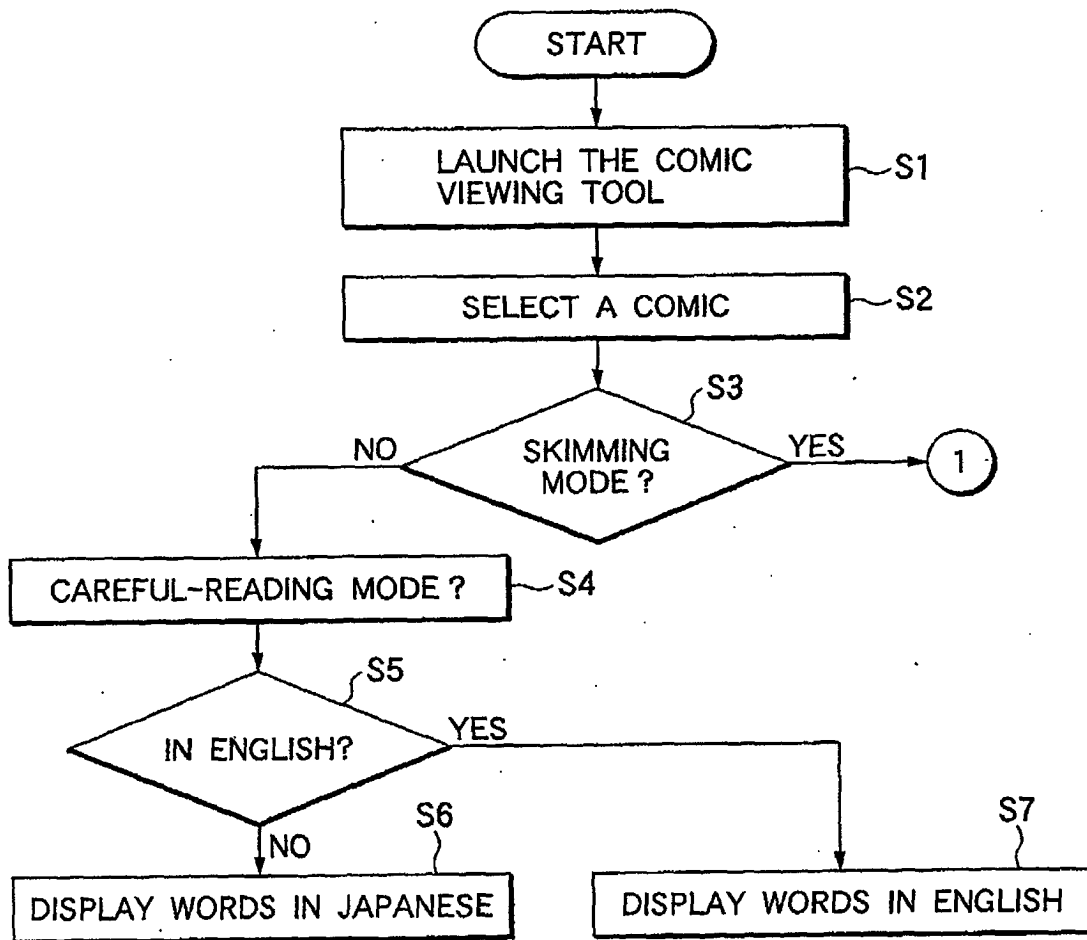 START
LAUNCH THE COMIC
VIEWING TOOL
S1
SELECT A COMIC
S2
S3
SKIMMING
MODE?
NO
YES
1
CAREFUL-READING MODE?
S4
S5
IN ENGLISH?
YES
NO
S6
DISPLAY WORDS IN JAPANESE
S7
DISPLAY WORDS IN ENGLISH